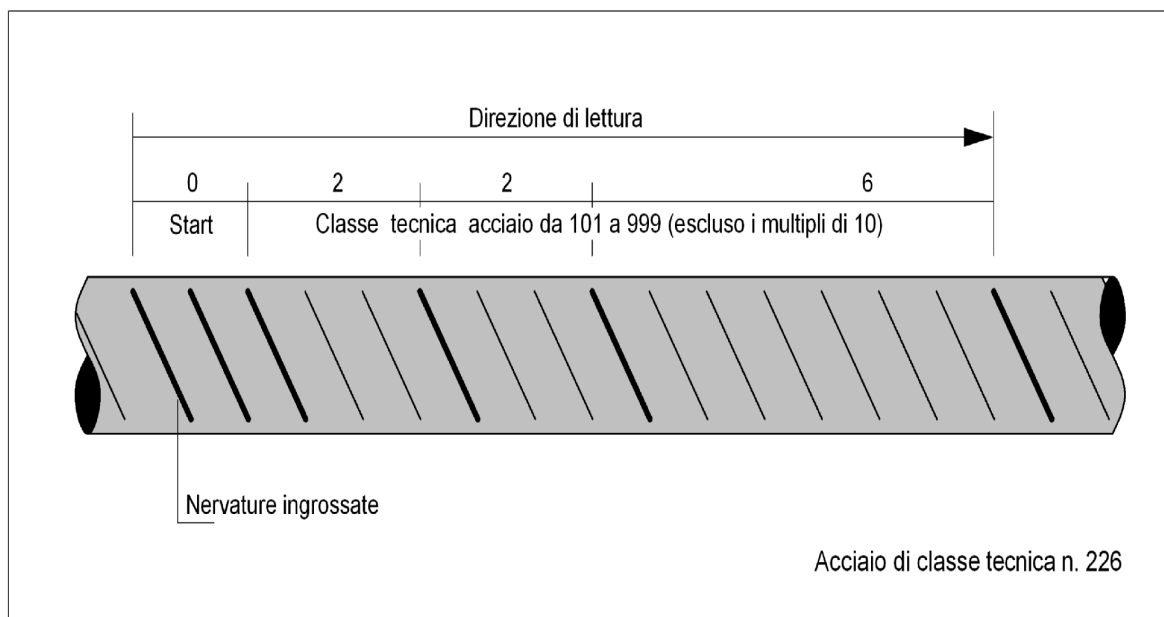 Direzione di lettura
0 2 2 6
Start Classe tecnica acciaio da 101 a 999 (escluso i multipli di 10)
Nervature ingrossate
Acciaio di classe tecnica n. 226